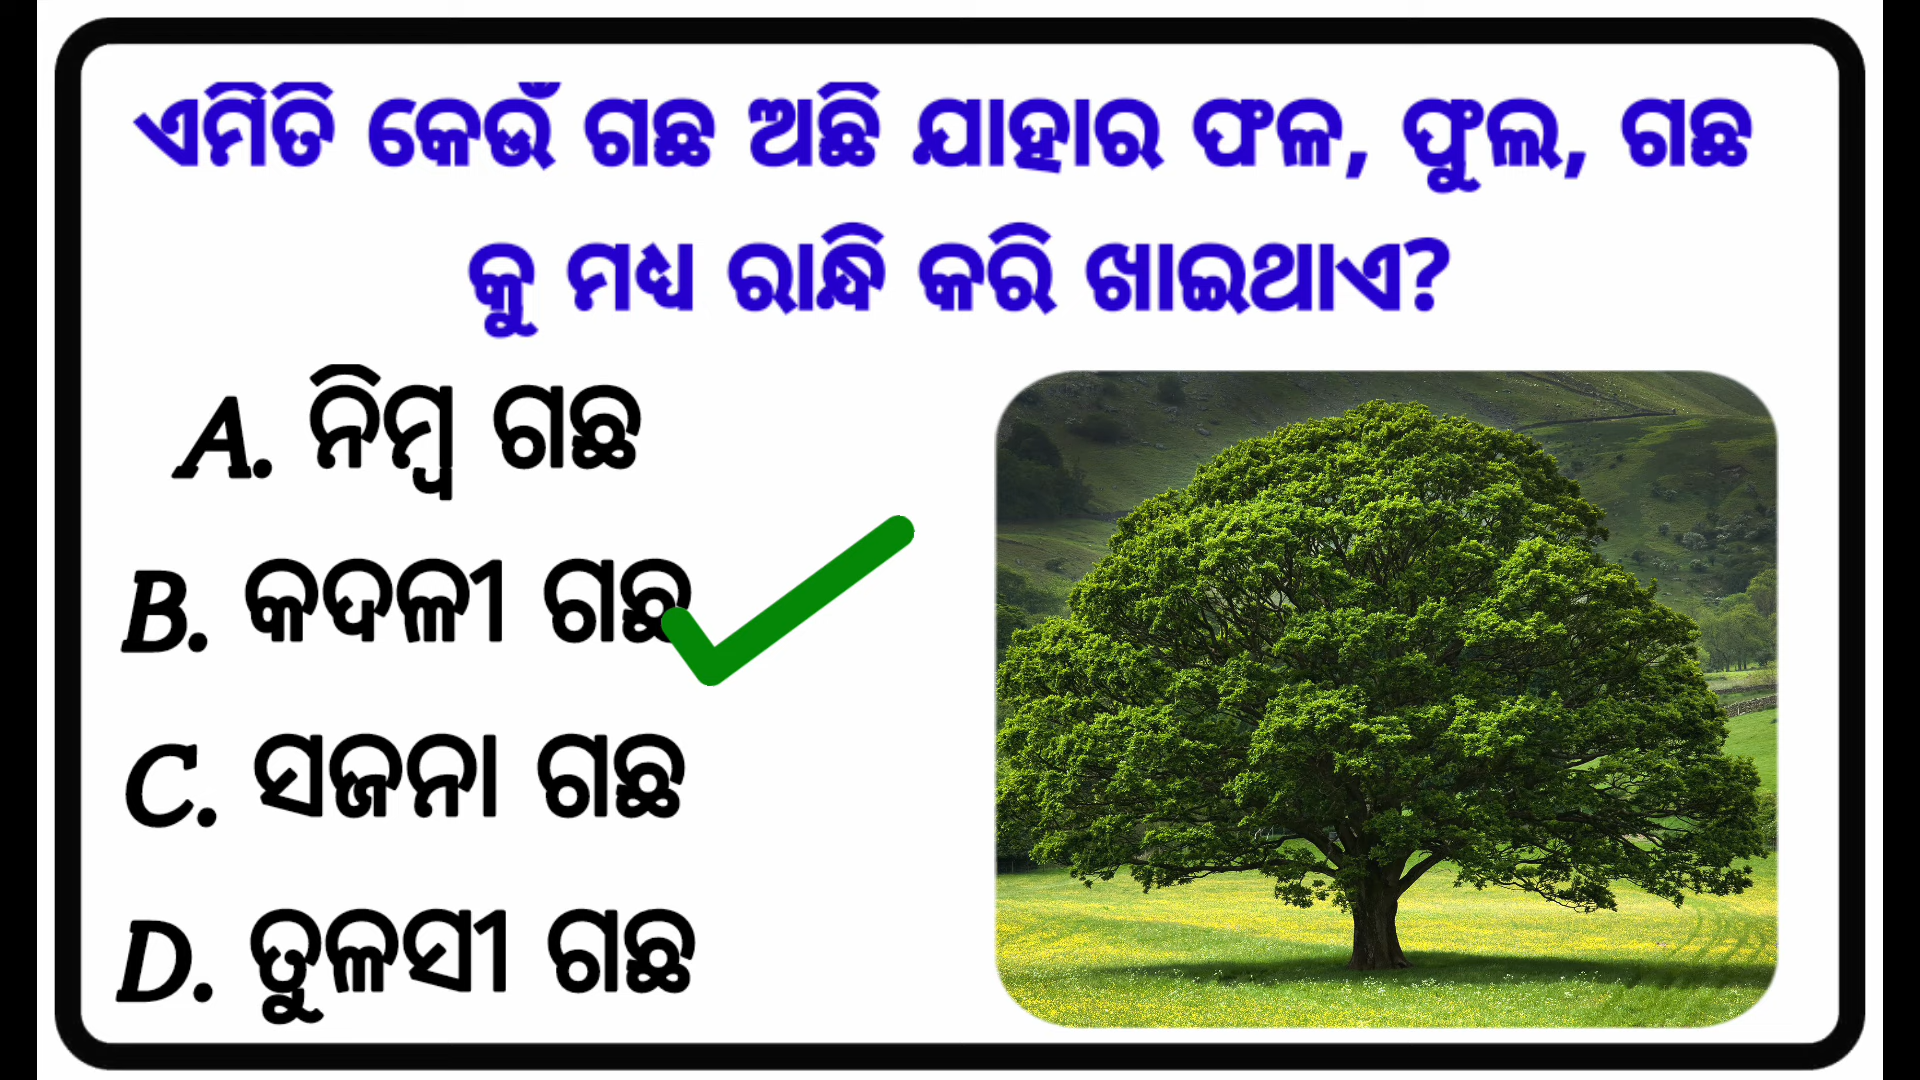 ଏମିତି କେଉଁ ଗଛ ଅଛି ଯାହାର ଫଳ, ଫୁଲ, ଗଛ
କୁ ମଧ୍ୟ ରାନ୍ଧି କରି ଖାଇଥାଏ?
A. ନିମ୍ବ ଗଛ
B. କଦଳୀ ଗଛ
C. ସଜନା ଗଛ
D. ତୁଳସୀ ଗଛ